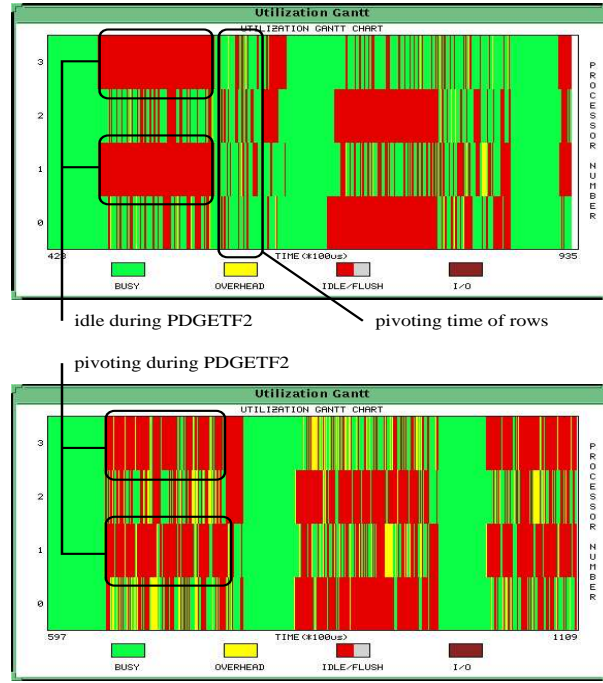 Utilization Gantt
UTILIZATION GANTT CHART
3
2
1
0
PROCESSOR NUMBER
428 TIME(*100us) 935
BUSY OVERHEAD IDLE/FLUSH I/O
idle during PDGETF2 pivoting time of rows
pivoting during PDGETF2
Utilization Gantt
UTILIZATION GANTT CHART
3
2
1
0
PROCESSOR NUMBER
597 TIME(*100us) 1109
BUSY OVERHEAD IDLE/FLUSH I/O